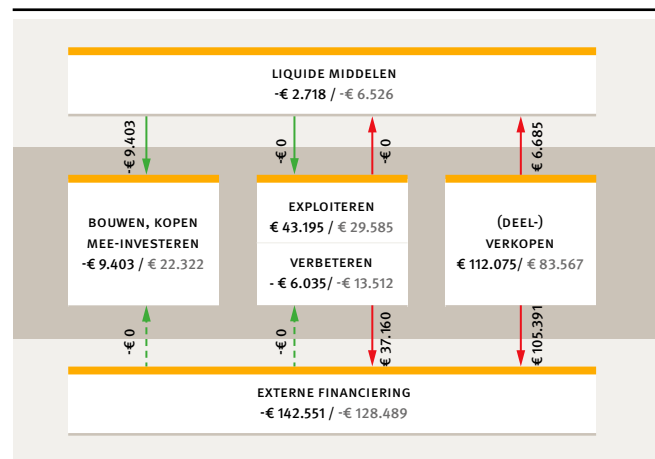 LIQUIDE MIDDELEN
-€ 2.718 / -€ 6.526
-€ 9.403
-€ 0
-€ 0
€ 6.685
BOUWEN, KOPEN
MEE-INVESTEREN
-€ 9.403 / € 22.322
EXPLOITEREN
€ 43.195 / € 29.585
VERBETEREN
- € 6.035/ -€ 13.512
(DEEL-)
VERKOPEN
€ 112.075/ € 83.567
-€ 0
-€ 0
€ 37.160
€ 105.391
EXTERNE FINANCIERING
-€ 142.551 / -€ 128.489